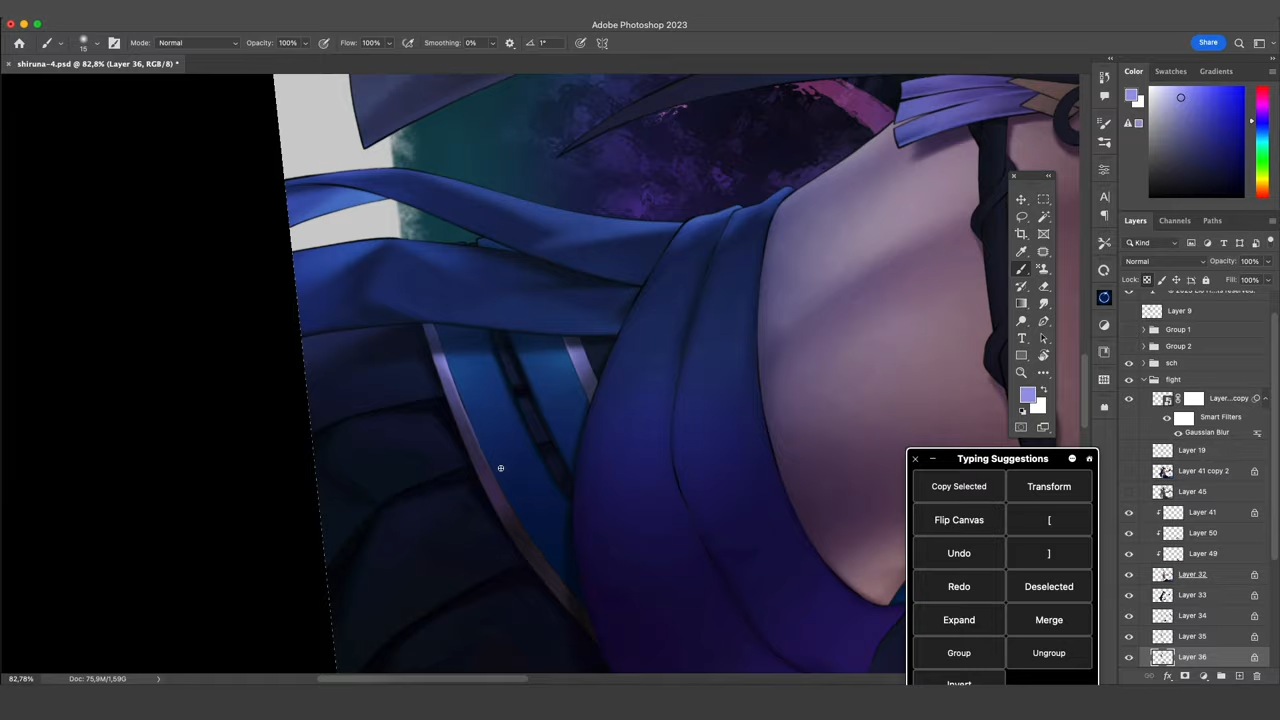 Adobe Photoshop 2023
15
Mode: Normal
Opacity: 100%
Flow: 100%
Smoothing: 0%
1°
Share
shiruna-4.psd @ 82,8% (Layer 36, RGB/8) *
Color
Swatches
Gradients
Layers
Channels
Paths
Kind
Normal
Opacity: 100%
Lock:
Fill: 100%
Layer 9
Group 1
Group 2
sch
fight
Layer...copy
Smart Filters
Gaussian Blur
Layer 19
Layer 41 copy 2
Layer 45
Layer 41
Layer 50
Layer 49
Layer 32
Layer 33
Layer 34
Layer 35
Layer 36
Typing Suggestions
Copy Selected
Transform
Flip Canvas
[
Undo
]
Redo
Deselected
Expand
Merge
Group
Ungroup
82,78%
Doc: 75,9M/1,59G